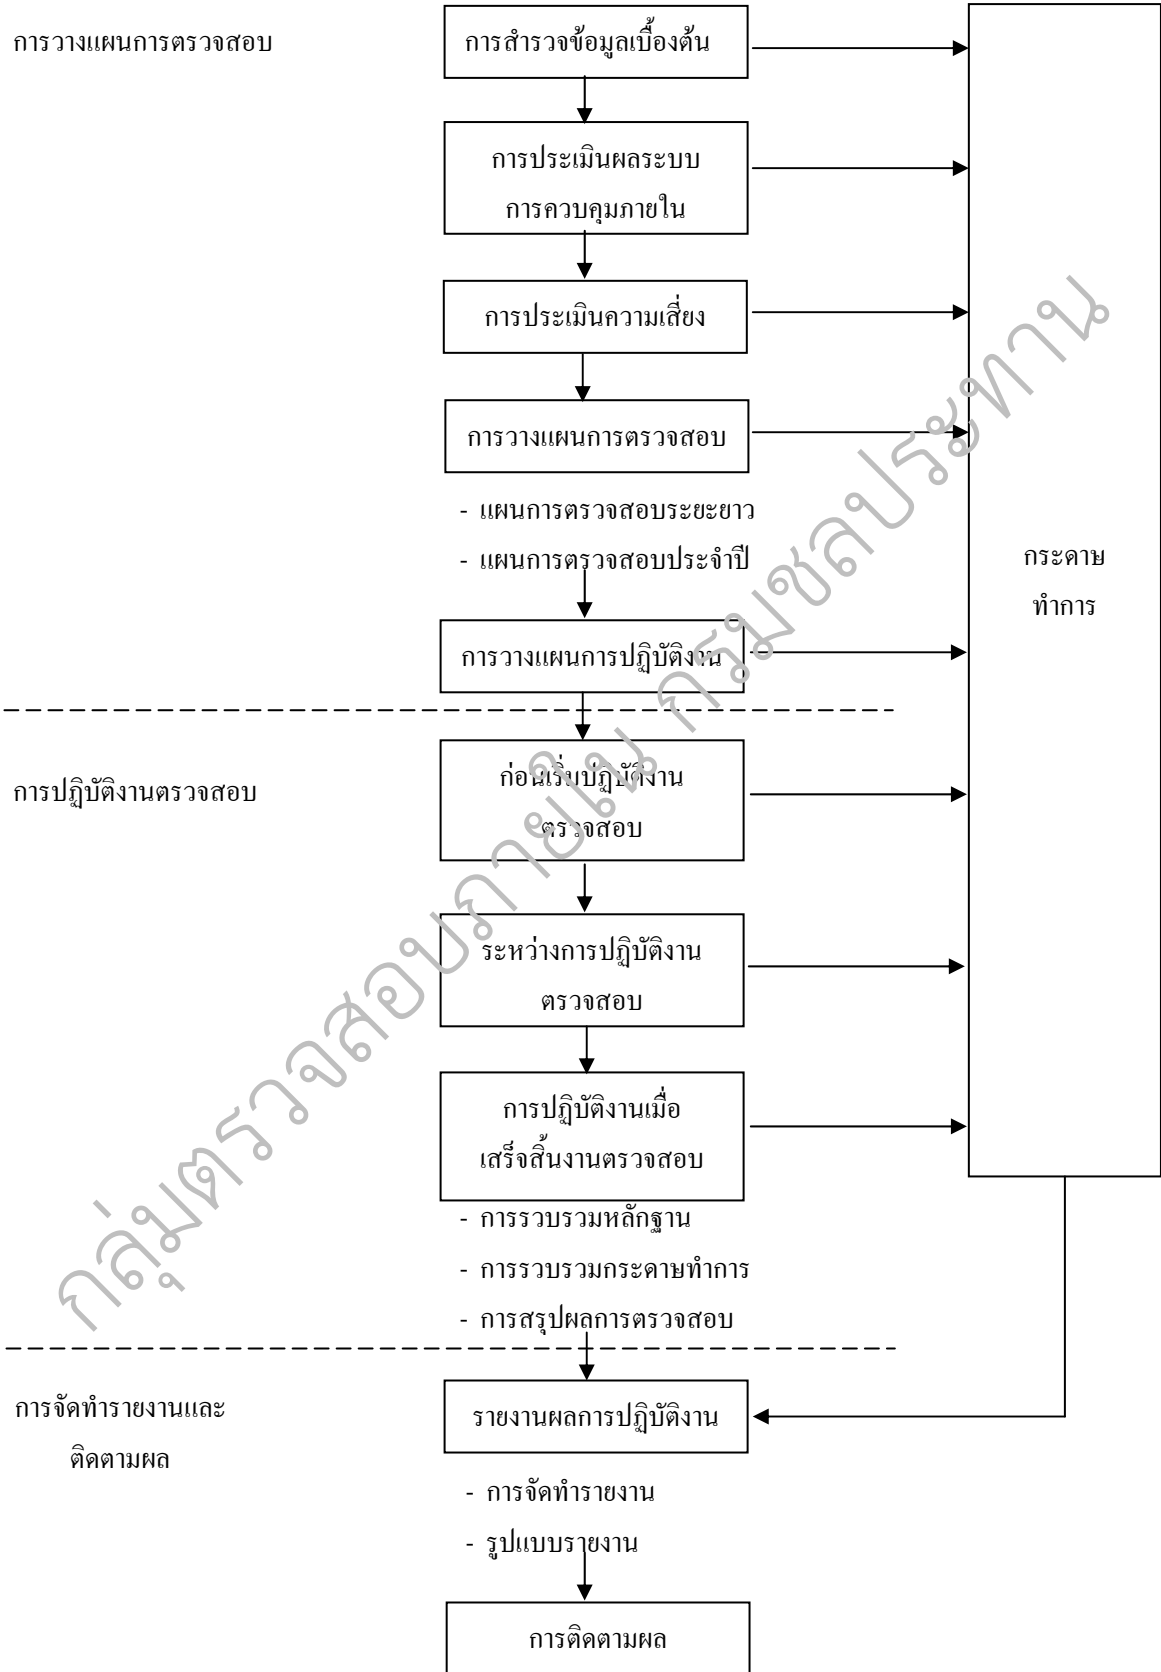 การวางแผนการตรวจสอบ
การสำรวจข้อมูลเบื้องต้น
การประเมินผลระบบ
การควบคุมภายใน
การประเมินความเสี่ยง
การวางแผนการตรวจสอบ
- แผนการตรวจสอบระยะยาว
- แผนการตรวจสอบประจำปี
กระดาษ
ทำการ
การวางแผนการปฏิบัติงาน
การปฏิบัติงานตรวจสอบ
ก่อนเริ่มปฏิบัติงาน
ตรวจสอบ
ระหว่างการปฏิบัติงาน
ตรวจสอบ
การปฏิบัติงานเมื่อ
เสร็จสิ้นงานตรวจสอบ
- การรวบรวมหลักฐาน
- การรวบรวมกระดาษทำการ
- การสรุปผลการตรวจสอบ
การจัดทำรายงานและ
ติดตามผล
รายงานผลการปฏิบัติงาน
- การจัดทำรายงาน
- รูปแบบรายงาน
การติดตามผล
กลุ่มตรวจสอบภายใน กรมชลประทาน